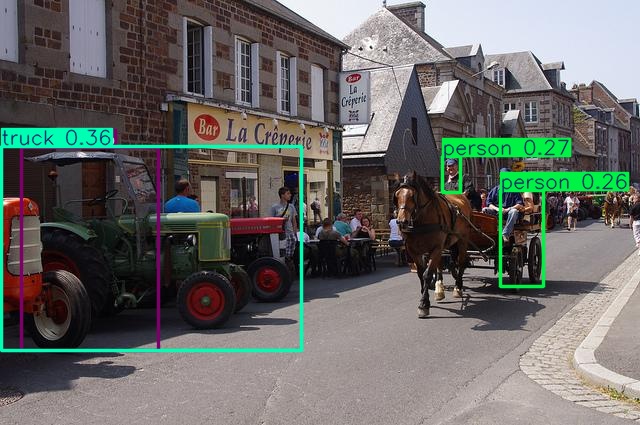 truck 0.36
person 0.27
person 0.26
Bar La Crêperie
Bar
La
Crêperie